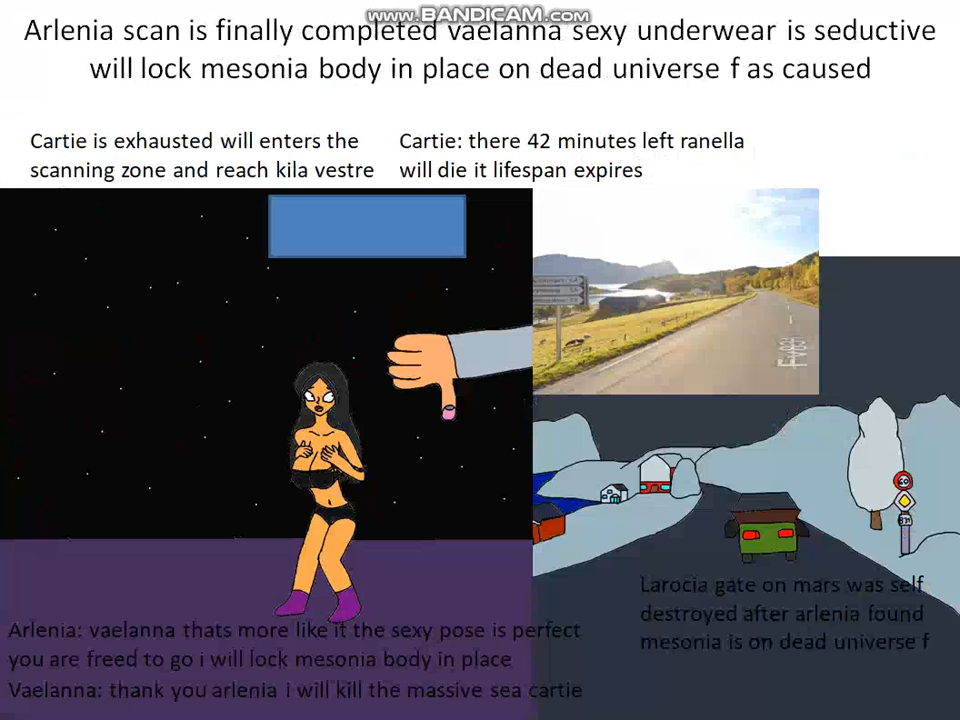 www.BANDICAM.com
Arlenia scan is finally completed vaelanna sexy underwear is seductive
will lock mesonia body in place on dead universe f as caused
Cartie is exhausted will enters the
scanning zone and reach kila vestre
Cartie: there 42 minutes left ranella
will die it lifespan expires
Larocia gate on mars was self
destroyed after arlenia found
mesonia is on dead universe f
Arlenia: vaelanna thats more like it the sexy pose is perfect
you are freed to go i will lock mesonia body in place
Vaelanna: thank you arlenia i will kill the massive sea cartie